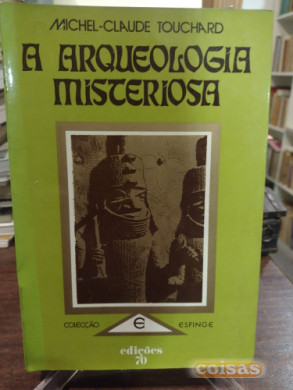 MICHEL-CLAUDE TOUCHARD
A ARQUEOLOGIA
MISTERIOSA
COLECÇÃO
E
ESFINGE
edições
70
coisas